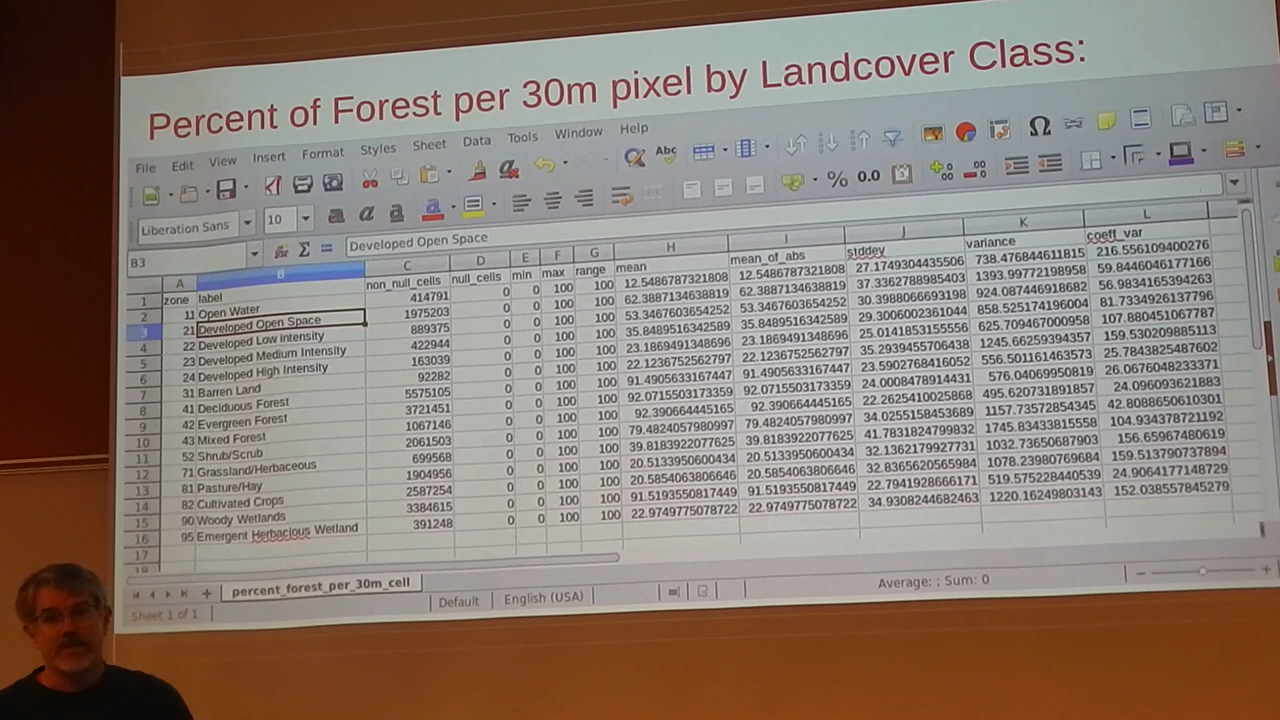 Percent of Forest per 30m pixel by Landcover Class:
File Edit View Insert Format Styles Sheet Data Tools Window Help
Liberation Sans 10 % 0.0
B3 Developed Open Space
A B C D E F G H I J K L
1 zone label non_null_cells null_cells min max range mean mean_of_abs stddev variance coeff_var
2 11 Open Water 414791 0 0 100 100 12.5486787321808 12.5486787321808 27.1749304435506 738.476844611815 216.556109400276
3 21 Developed Open Space 1975203 0 0 100 100 62.3887134638819 62.3887134638819 37.3362788985403 1393.99772198958 59.8446046177166
4 22 Developed Low intensity 889375 0 0 100 100 53.3467603654252 53.3467603654252 30.3988066693198 924.087446918682 56.9834165394263
5 23 Developed Medium Intensity 422944 0 0 100 100 35.8489516342589 35.8489516342589 29.3006002361044 858.525174196004 81.7334926137796
6 24 Developed High Intensity 163039 0 0 100 100 23.1869491348696 23.1869491348696 25.0141853155556 625.709467000958 107.880451067787
7 31 Barren Land 92282 0 0 100 100 22.1236752562797 22.1236752562797 35.2939455706438 1245.66259394357 159.530209885113
8 41 Deciduous Forest 5575105 0 0 100 100 91.4905633167447 91.4905633167447 23.5902768416052 556.501161463573 25.7843825487602
9 42 Evergreen Forest 3721451 0 0 100 100 92.0715503173359 92.0715503173359 24.0008478914431 576.04069950819 26.0676048233371
10 43 Mixed Forest 1067146 0 0 100 100 92.390664445165 92.390664445165 22.2625410025868 495.620731891857 24.096093621883
11 52 Shrub/Scrub 2061503 0 0 100 100 79.4824057980997 79.4824057980997 34.0255158453689 1157.73572854345 42.8088650610301
12 71 Grassland/Herbaceous 699568 0 0 100 100 39.8183922077625 39.8183922077625 41.7831824799832 1745.83433815558 104.934378721192
13 81 Pasture/Hay 1904956 0 0 100 100 20.5133950600434 20.5133950600434 32.1362179927731 1032.73650687903 156.65967480619
14 82 Cultivated Crops 2587254 0 0 100 100 20.5854063806646 20.5854063806646 32.8365620565984 1078.23980769684 159.513790737894
15 90 Woody Wetlands 3384615 0 0 100 100 91.5193550817449 91.5193550817449 22.7941928666171 519.575228440539 24.9064177148729
16 95 Emergent Herbacious Wetland 391248 0 0 100 100 22.9749775078722 22.9749775078722 34.9308244682463 1220.16249803143 152.038557845279
17
18
percent_forest_per_30m_cell
Sheet 1 of 1 Default English (USA) Average: ; Sum: 0